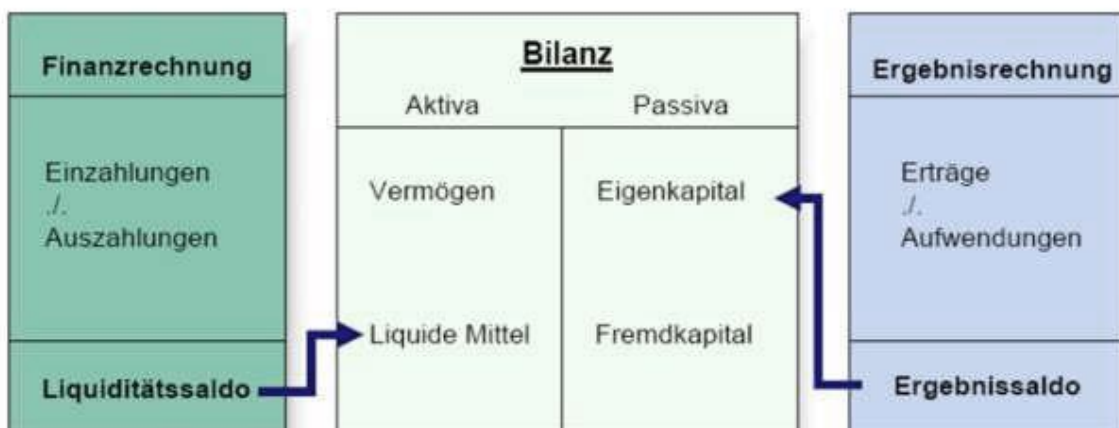 Finanzrechnung
Einzahlungen
./.
Auszahlungen
Liquiditätssaldo
Bilanz
Aktiva Passiva
Vermögen Eigenkapital
Liquide Mittel Fremdkapital
Ergebnisrechnung
Erträge
./.
Aufwendungen
Ergebnissaldo